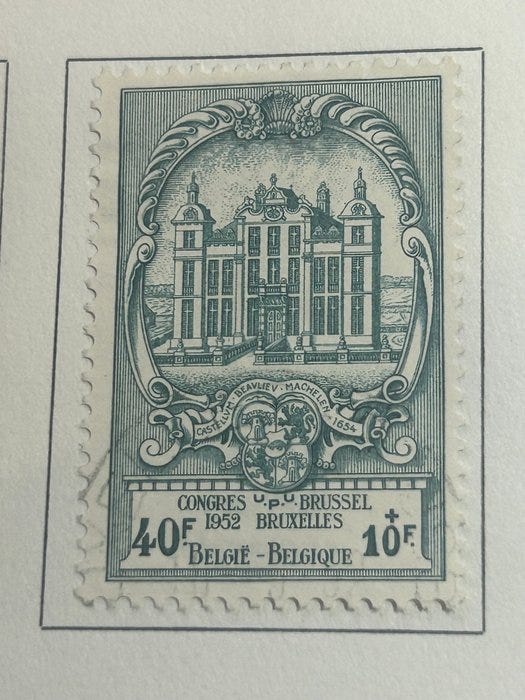 CASTELLVM · BEAVLIEV · MACHELEN · 1654
CONGRES U.P.U. BRUSSEL
1952 BRUXELLES
40F + 10F.
BELGIË - BELGIQUE